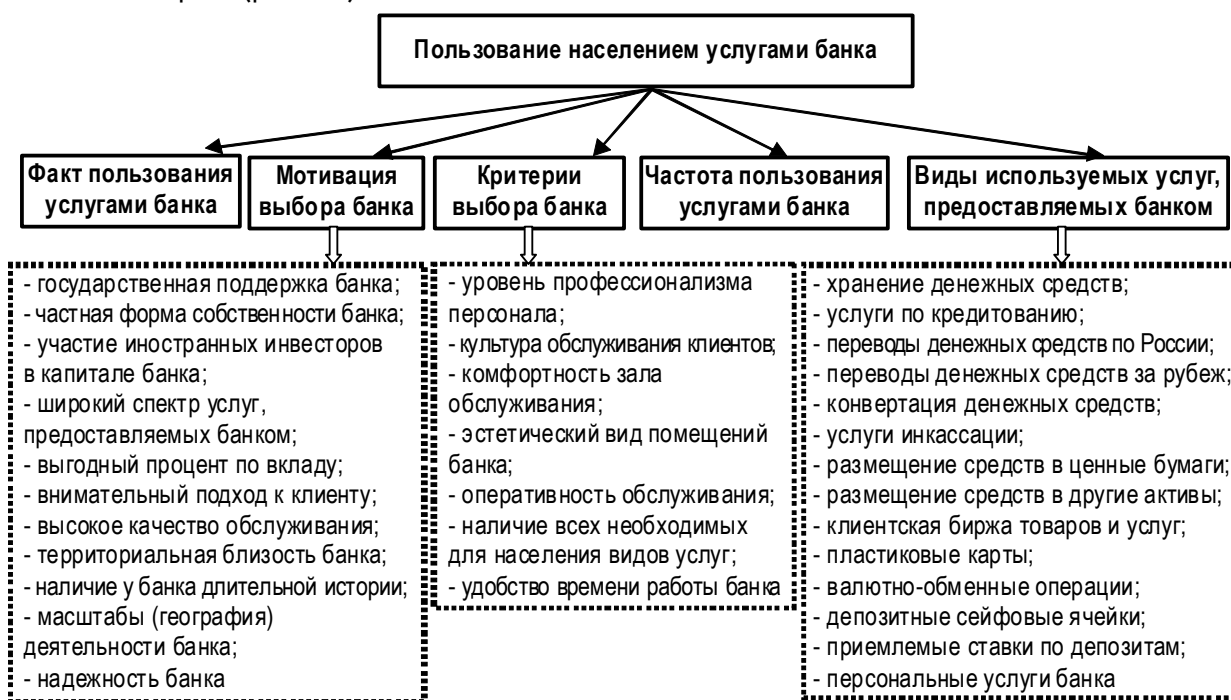 Пользование населением услугами банка
Факт пользования
услугами банка
Мотивация
выбора банка
Критерии
выбора банка
Частота пользования
услугами банка
Виды используемых услуг,
предоставляемых банком
- государственная поддержка банка;
- частная форма собственности банка;
- участие иностранных инвесторов
в капитале банка;
- широкий спектр услуг,
предоставляемых банком;
- выгодный процент по вкладу;
- внимательный подход к клиенту;
- высокое качество обслуживания;
- территориальная близость банка;
- наличие у банка длительной истории;
- масштабы (география)
деятельности банка;
- надежность банка
- уровень профессионализма
персонала;
- культура обслуживания клиентов;
- комфортность зала
обслуживания;
- эстетический вид помещений
банка;
- оперативность обслуживания;
- наличие всех необходимых
для населения видов услуг;
- удобство времени работы банка
- хранение денежных средств;
- услуги по кредитованию;
- переводы денежных средств по России;
- переводы денежных средств за рубеж;
- конвертация денежных средств;
- услуги инкассации;
- размещение средств в ценные бумаги;
- размещение средств в другие активы;
- клиентская биржа товаров и услуг;
- пластиковые карты;
- валютно-обменные операции;
- депозитные сейфовые ячейки;
- приемлемые ставки по депозитам;
- персональные услуги банка